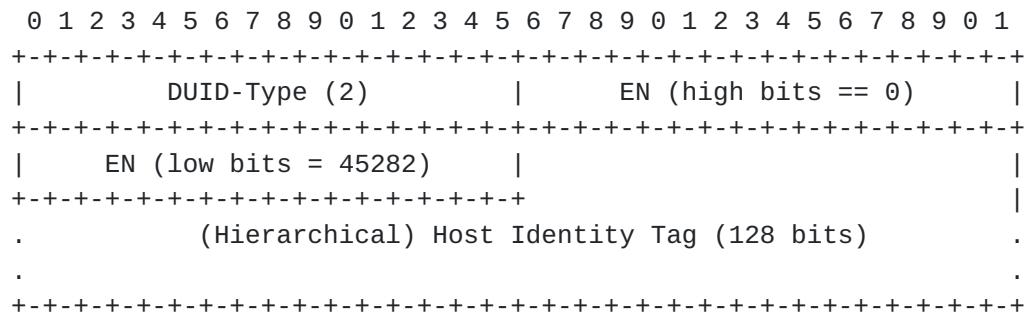 0 1 2 3 4 5 6 7 8 9 0 1 2 3 4 5 6 7 8 9 0 1 2 3 4 5 6 7 8 9 0 1
+-+-+-+-+-+-+-+-+-+-+-+-+-+-+-+-+-+-+-+-+-+-+-+-+-+-+-+-+-+-+-+-+
|         DUID-Type (2)         |      EN (high bits == 0)      |
+-+-+-+-+-+-+-+-+-+-+-+-+-+-+-+-+-+-+-+-+-+-+-+-+-+-+-+-+-+-+-+-+
|     EN (low bits = 45282)     |                               |
+-+-+-+-+-+-+-+-+-+-+-+-+-+-+-+-+                               |
.           (Hierarchical) Host Identity Tag (128 bits)         .
.                                                               .
+-+-+-+-+-+-+-+-+-+-+-+-+-+-+-+-+-+-+-+-+-+-+-+-+-+-+-+-+-+-+-+-+